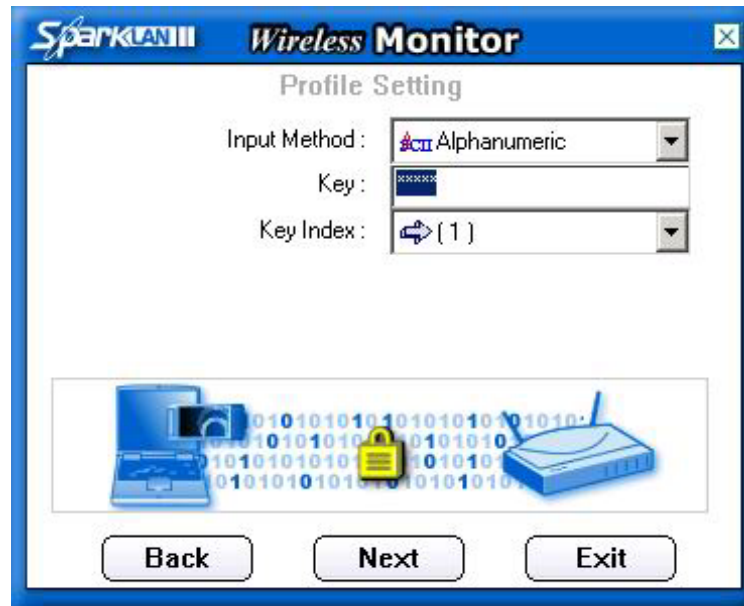 SparkLAN Wireless Monitor
Profile Setting
Input Method : Alphanumeric
Key : *****
Key Index : ( 1 )
Back Next Exit